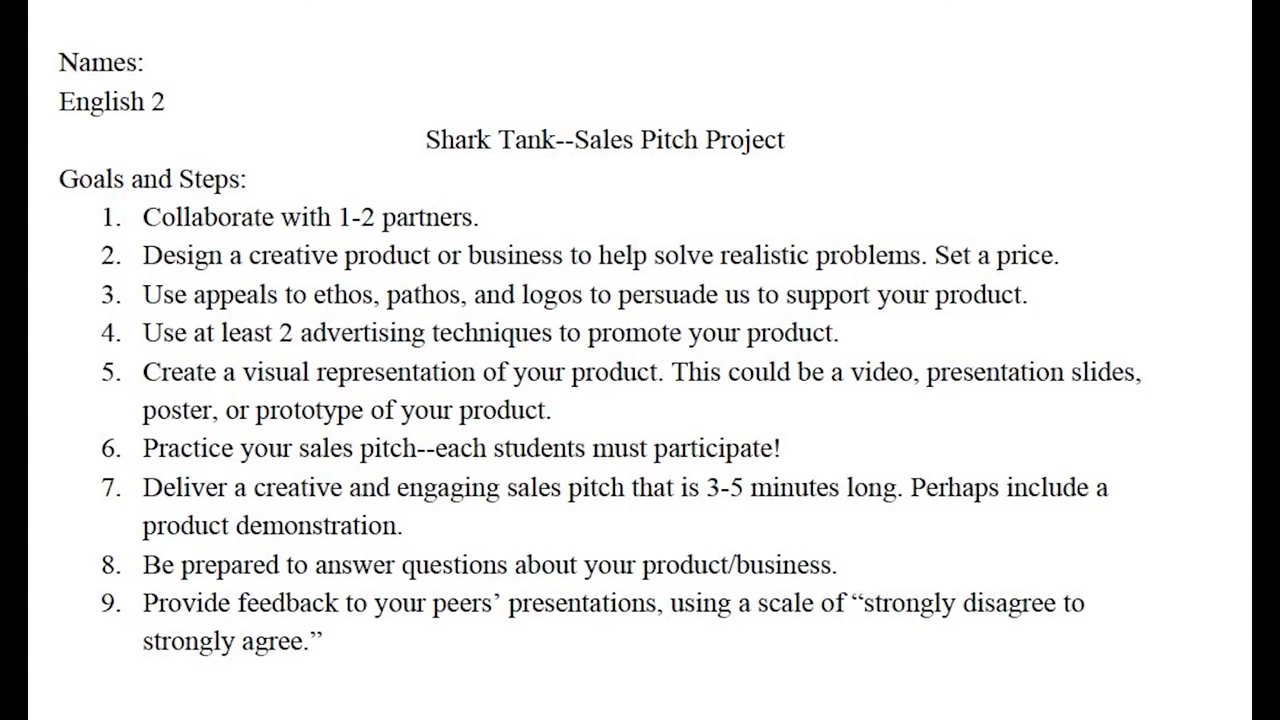 Names:
English 2
Shark Tank--Sales Pitch Project
Goals and Steps:
1. Collaborate with 1-2 partners.
2. Design a creative product or business to help solve realistic problems. Set a price.
3. Use appeals to ethos, pathos, and logos to persuade us to support your product.
4. Use at least 2 advertising techniques to promote your product.
5. Create a visual representation of your product. This could be a video, presentation slides,
poster, or prototype of your product.
6. Practice your sales pitch--each students must participate!
7. Deliver a creative and engaging sales pitch that is 3-5 minutes long. Perhaps include a
product demonstration.
8. Be prepared to answer questions about your product/business.
9. Provide feedback to your peers’ presentations, using a scale of “strongly disagree to
strongly agree.”